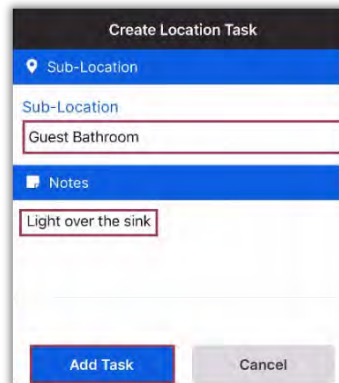 Create Location Task
Sub-Location
Sub-Location
Guest Bathroom
Notes
Light over the sink
Add Task
Cancel